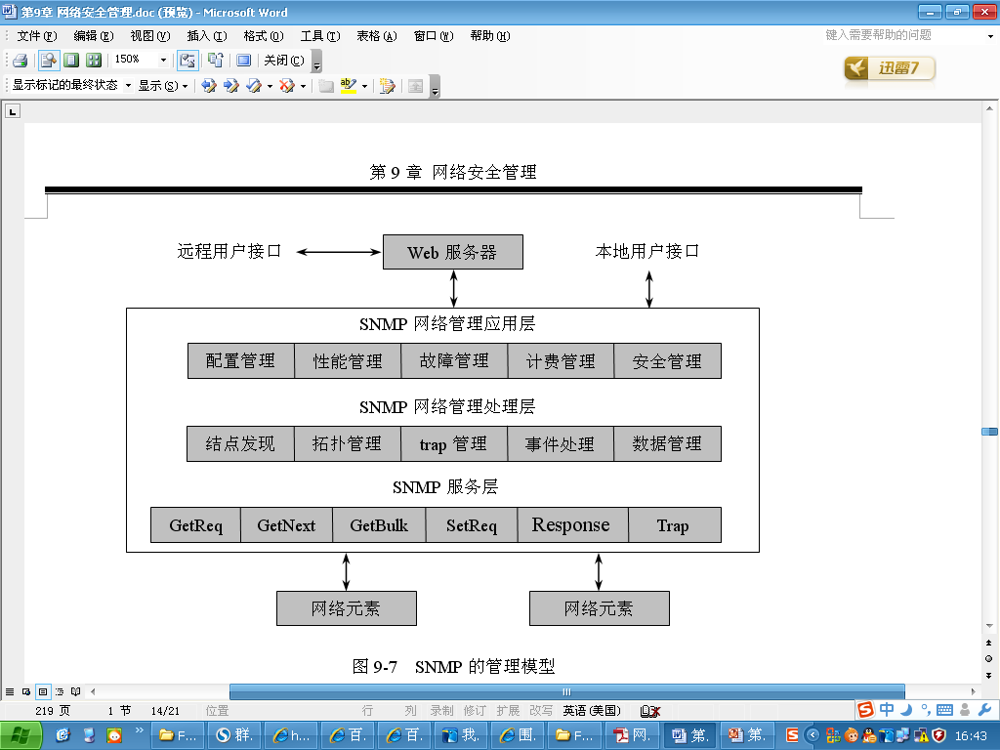 第9章 网络安全管理.doc (预览) - Microsoft Word
文件(F) 编辑(E) 视图(V) 插入(I) 格式(O) 工具(T) 表格(A) 窗口(W) 帮助(H) 键入需要帮助的问题
150% 关闭(C)
迅雷7
显示标记的最终状态 显示(S)
第 9 章 网络安全管理
远程用户接口 Web 服务器 本地用户接口
SNMP 网络管理应用层
配置管理 性能管理 故障管理 计费管理 安全管理
SNMP 网络管理处理层
结点发现 拓扑管理 trap 管理 事件处理 数据管理
SNMP 服务层
GetReq GetNext GetBulk SetReq Response Trap
网络元素 网络元素
图 9-7 SNMP 的管理模型
219 页 1 节 14/21 位置 行 列 录制 修订 扩展 改写 英语(美国)
中
F... 群. h... 百. 百. 我. 围. F... 网. 第. 第. 16:43